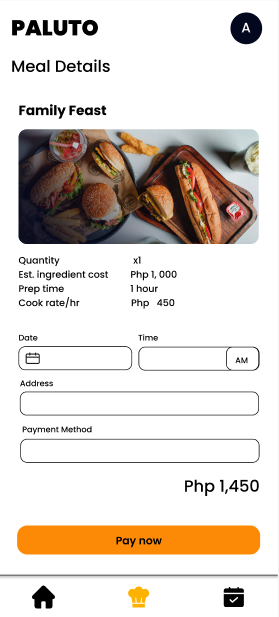 PALUTO
A
Meal Details
Family Feast
Quantity x1
Est. ingredient cost Php 1, 000
Prep time 1 hour
Cook rate/hr Php 450
Date Time
AM
Address
Payment Method
Php 1,450
Pay now